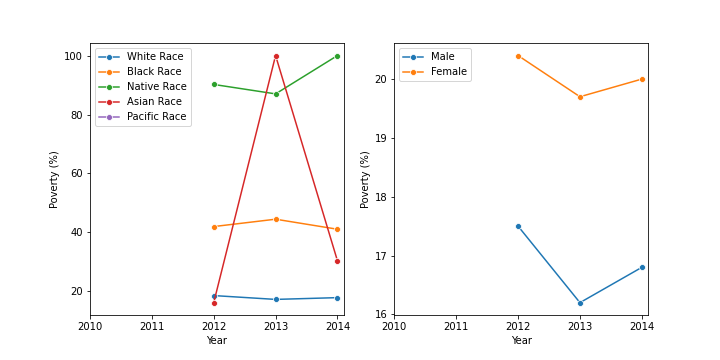 White Race
Black Race
Native Race
Asian Race
Pacific Race
100
80
60
40
20
Poverty (%)
2010 2011 2012 2013 2014
Year
Male
Female
20
19
18
17
16
Poverty (%)
2010 2011 2012 2013 2014
Year